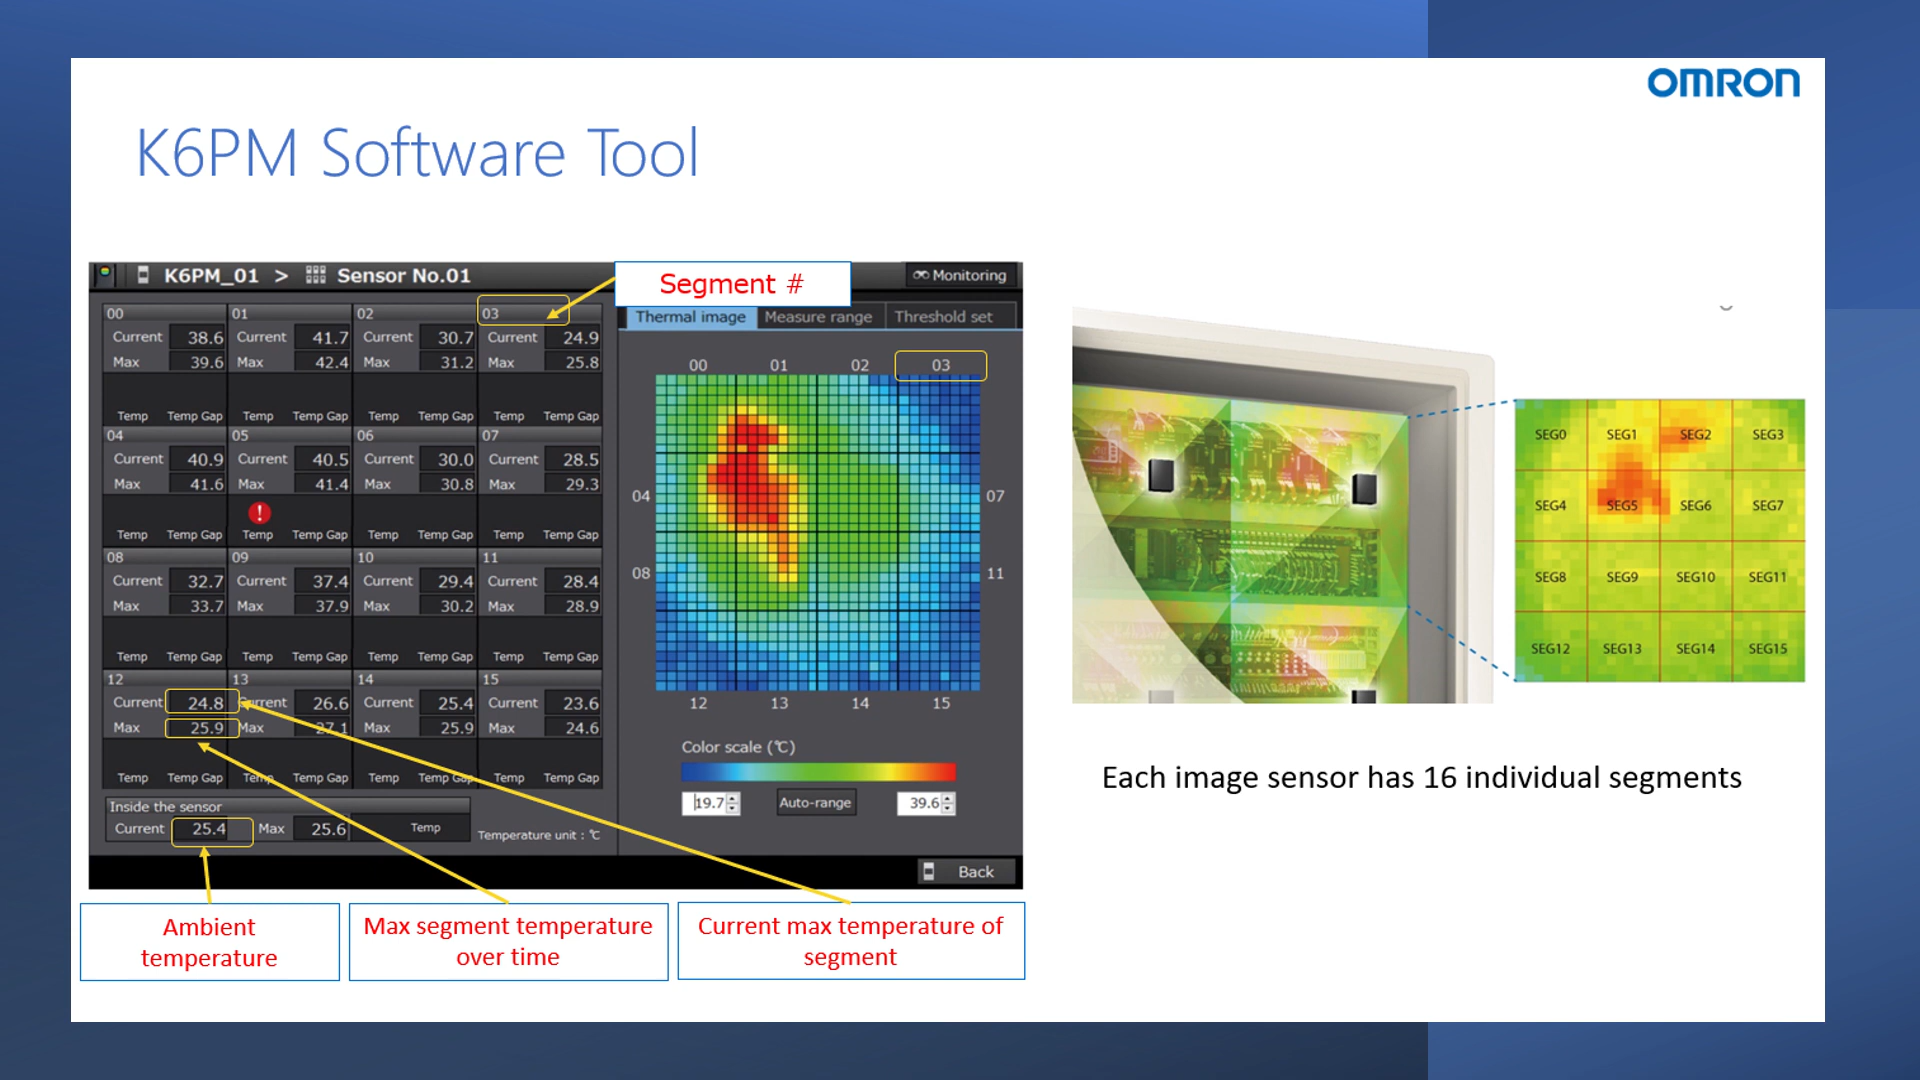 OMRON
K6PM Software Tool
K6PM_01 > Sensor No.01
Segment #
Monitoring
Thermal image Measure range Threshold set
00 01 02 03
Current 38.6 Current 41.7 Current 30.7 Current 24.9
Max 39.6 Max 42.4 Max 31.2 Max 25.8
Temp Temp Gap Temp Temp Gap Temp Temp Gap Temp Temp Gap
04 05 06 07
Current 40.9 Current 40.5 Current 30.0 Current 28.5
Max 41.6 Max 41.4 Max 30.8 Max 29.3
!
Temp Temp Gap Temp Temp Gap Temp Temp Gap Temp Temp Gap
08 09 10 11
Current 32.7 Current 37.4 Current 29.4 Current 28.4
Max 33.7 Max 37.9 Max 30.2 Max 28.9
Temp Temp Gap Temp Temp Gap Temp Temp Gap Temp Temp Gap
12 13 14 15
Current 24.8 Current 26.6 Current 25.4 Current 23.6
Max 25.9 Max 27.1 Max 25.9 Max 24.6
Temp Temp Gap Temp Temp Gap Temp Temp Gap Temp Temp Gap
Inside the sensor
Current 25.4 Max 25.6 Temp Temperature unit : ℃
00 01 02 03
04 07
08 11
12 13 14 15
Color scale (℃)
19.7 Auto-range 39.6
Back
Ambient
temperature
Max segment temperature
over time
Current max temperature of
segment
SEG0 SEG1 SEG2 SEG3
SEG4 SEG5 SEG6 SEG7
SEG8 SEG9 SEG10 SEG11
SEG12 SEG13 SEG14 SEG15
Each image sensor has 16 individual segments